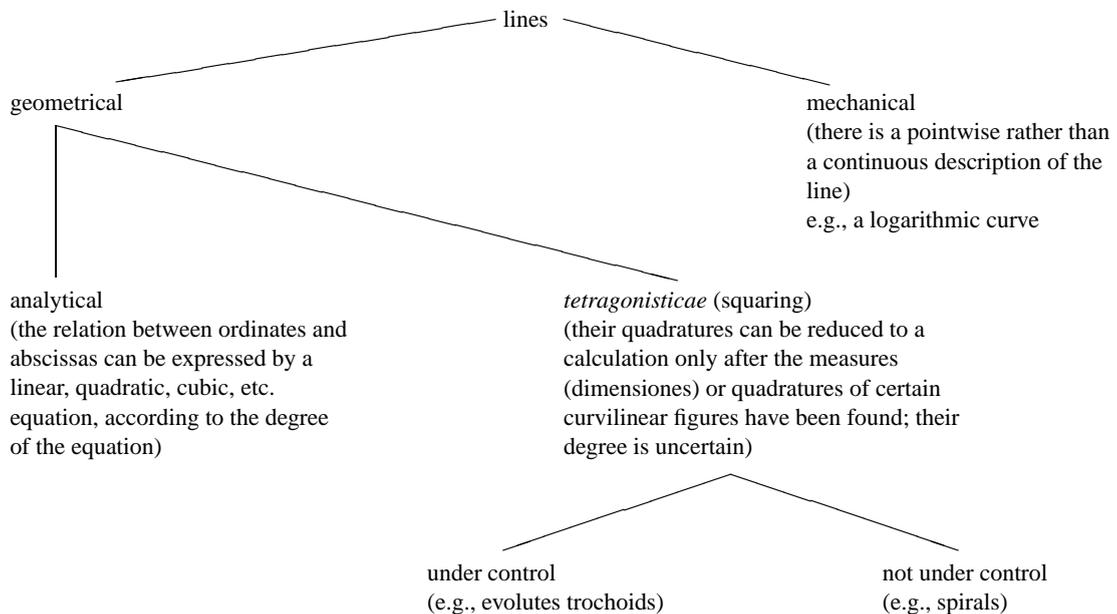 lines
geometrical
mechanical
(there is a pointwise rather than
a continuous description of the
line)
e.g., a logarithmic curve
analytical
(the relation between ordinates and
abscissas can be expressed by a
linear, quadratic, cubic, etc.
equation, according to the degree
of the equation)
tetragonisticae (squaring)
(their quadratures can be reduced to a
calculation only after the measures
(dimensiones) or quadratures of certain
curvilinear figures have been found; their
degree is uncertain)
under control
(e.g., evolutes trochoids)
not under control
(e.g., spirals)